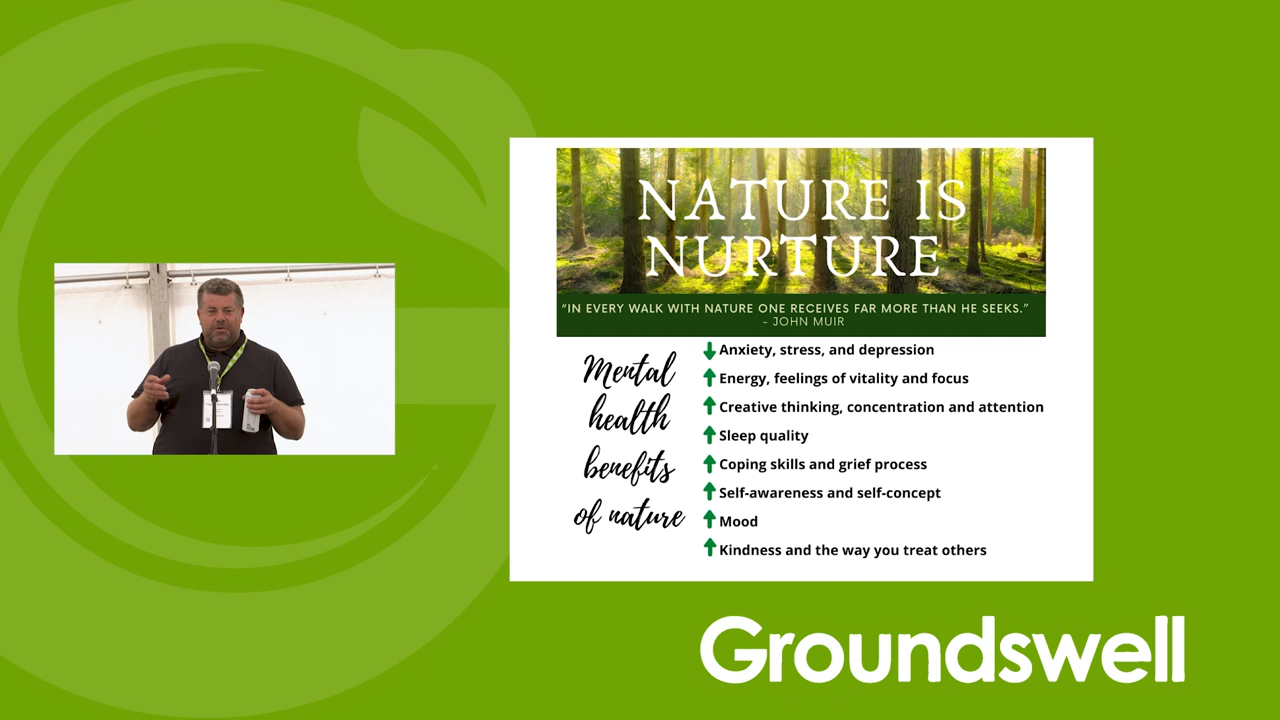 NATURE IS
NURTURE
“IN EVERY WALK WITH NATURE ONE RECEIVES FAR MORE THAN HE SEEKS.”
- JOHN MUIR
Mental
health
benefits
of nature
Anxiety, stress, and depression
Energy, feelings of vitality and focus
Creative thinking, concentration and attention
Sleep quality
Coping skills and grief process
Self-awareness and self-concept
Mood
Kindness and the way you treat others
Groundswell